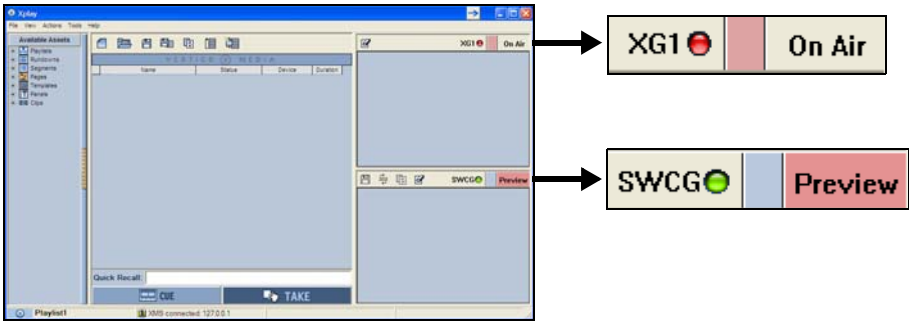 Xplay
File View Actions Tools Help
Available Assets
Playlists
Rundowns
Segments
Pages
Templates
Panels
Clips
VERTIGO MEDIA
Name Status Device Duration
XG1 On Air
SWCG Preview
Quick Recall:
CUE TAKE
Playlist1 XMS connected: 127.0.0.1
XG1 On Air
SWCG Preview